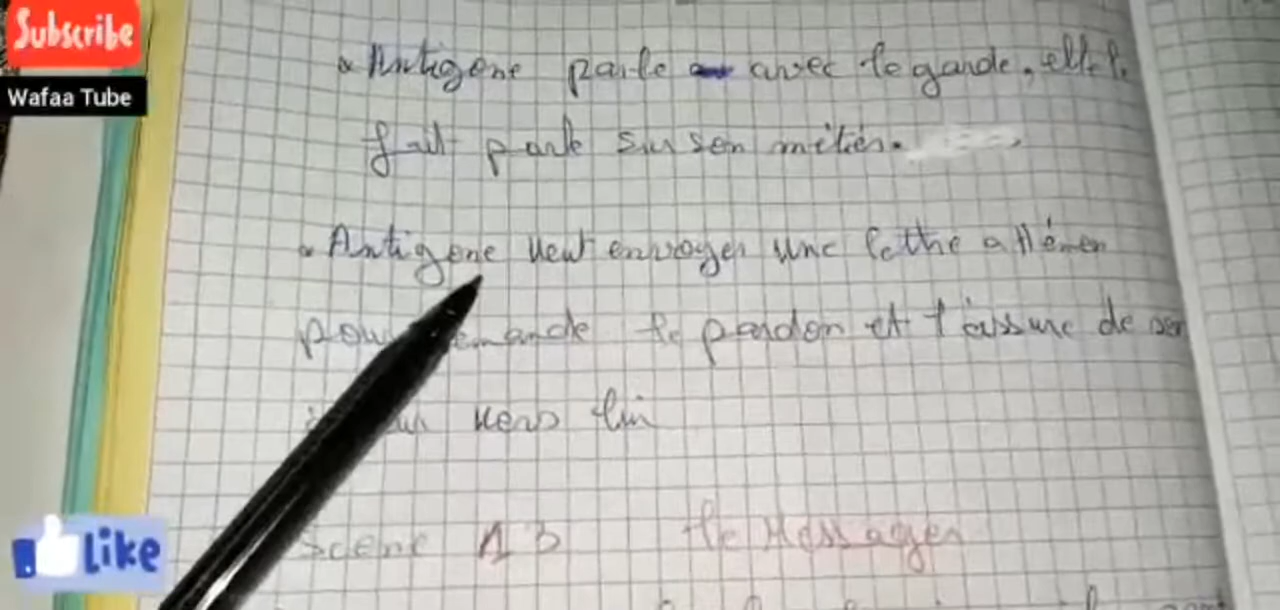 Subscribe
Wafaa Tube
Antigone parle avec le garde, elle
fait parle sur son métier.
Antigone veut envoyer une lettre a Hémon
pour demande le pardon et l'assure de son
vers lui
Scene 13 le Messager
Like